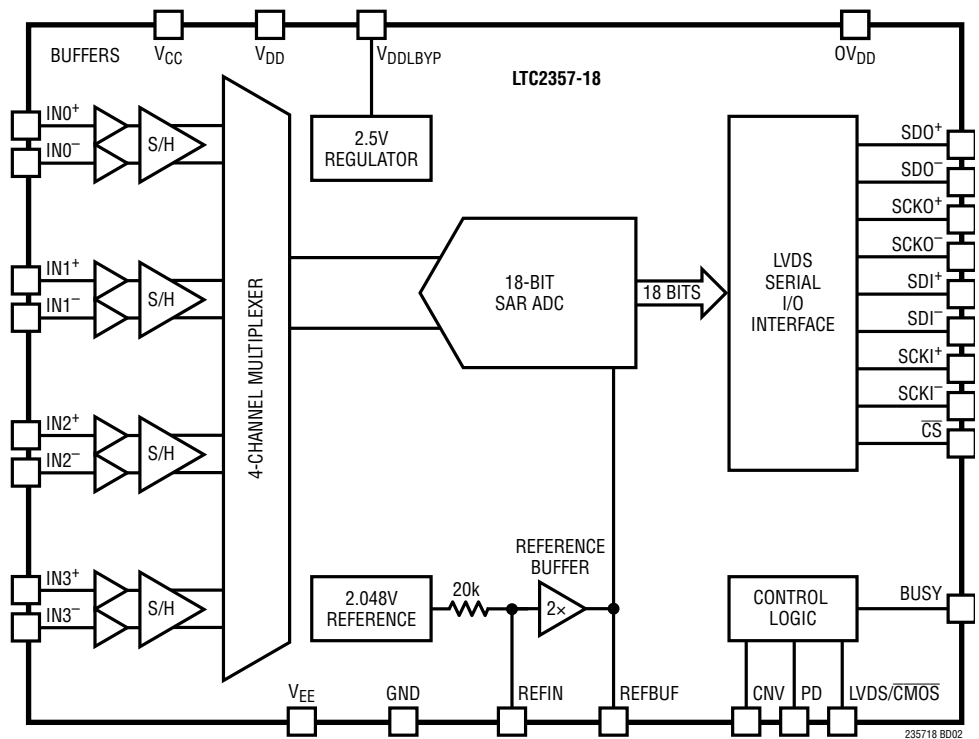 BUFFERS
VCC
VDD
VDDLBYP
OVDD
LTC2357-18
IN0+
IN0−
S/H
IN1+
IN1−
S/H
IN2+
IN2−
S/H
IN3+
IN3−
S/H
4-CHANNEL MULTIPLEXER
2.5V
REGULATOR
18-BIT
SAR ADC
18 BITS
LVDS
SERIAL
I/O
INTERFACE
SDO+
SDO−
SCKO+
SCKO−
SDI+
SDI−
SCKI+
SCKI−
C̅S̅
2.048V
REFERENCE
20k
REFERENCE
BUFFER
2×
CONTROL
LOGIC
BUSY
VEE
GND
REFIN
REFBUF
CNV
PD
LVDS/C̅M̅O̅S̅
235718 BD02